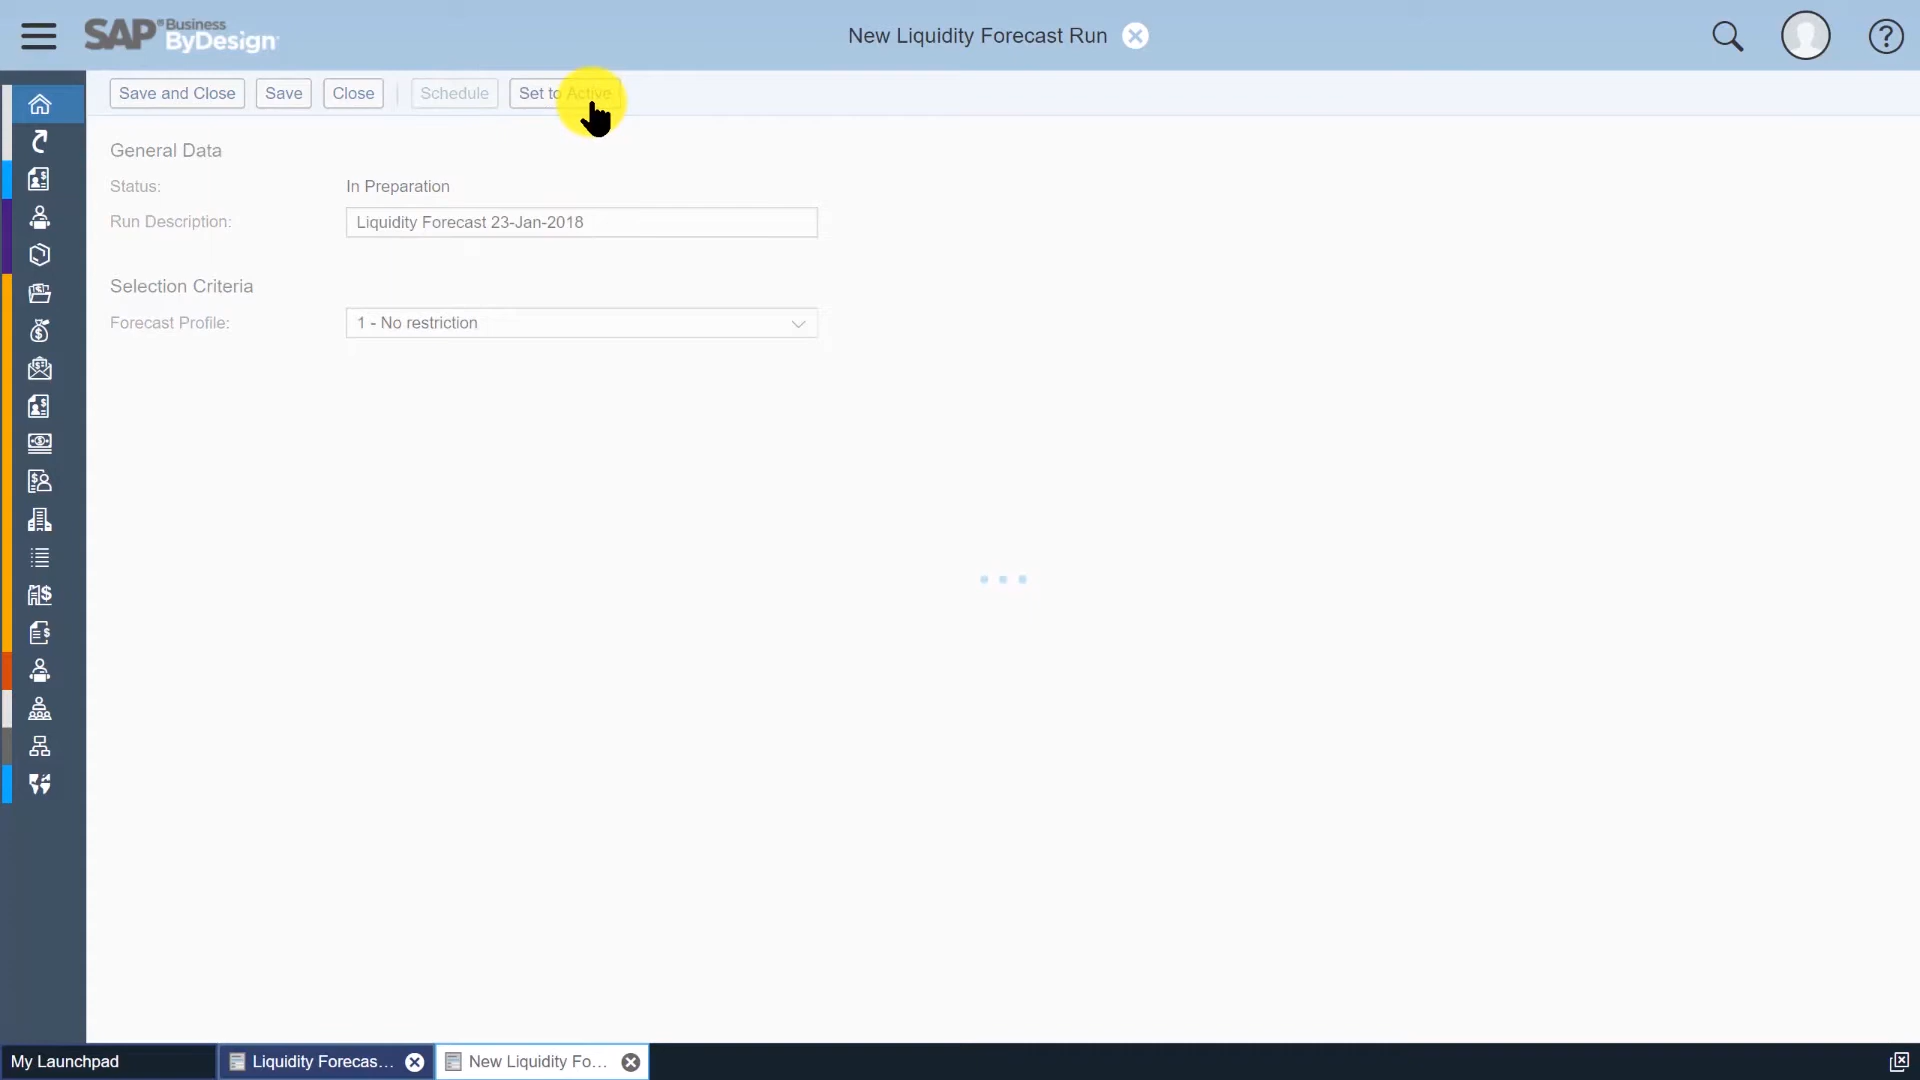 SAP Business ByDesign
New Liquidity Forecast Run
Save and Close
Save
Close
Schedule
Set to Active
General Data
Status:
In Preparation
Run Description:
Liquidity Forecast 23-Jan-2018
Selection Criteria
Forecast Profile:
1 - No restriction
My Launchpad
Liquidity Forecas...
New Liquidity Fo...